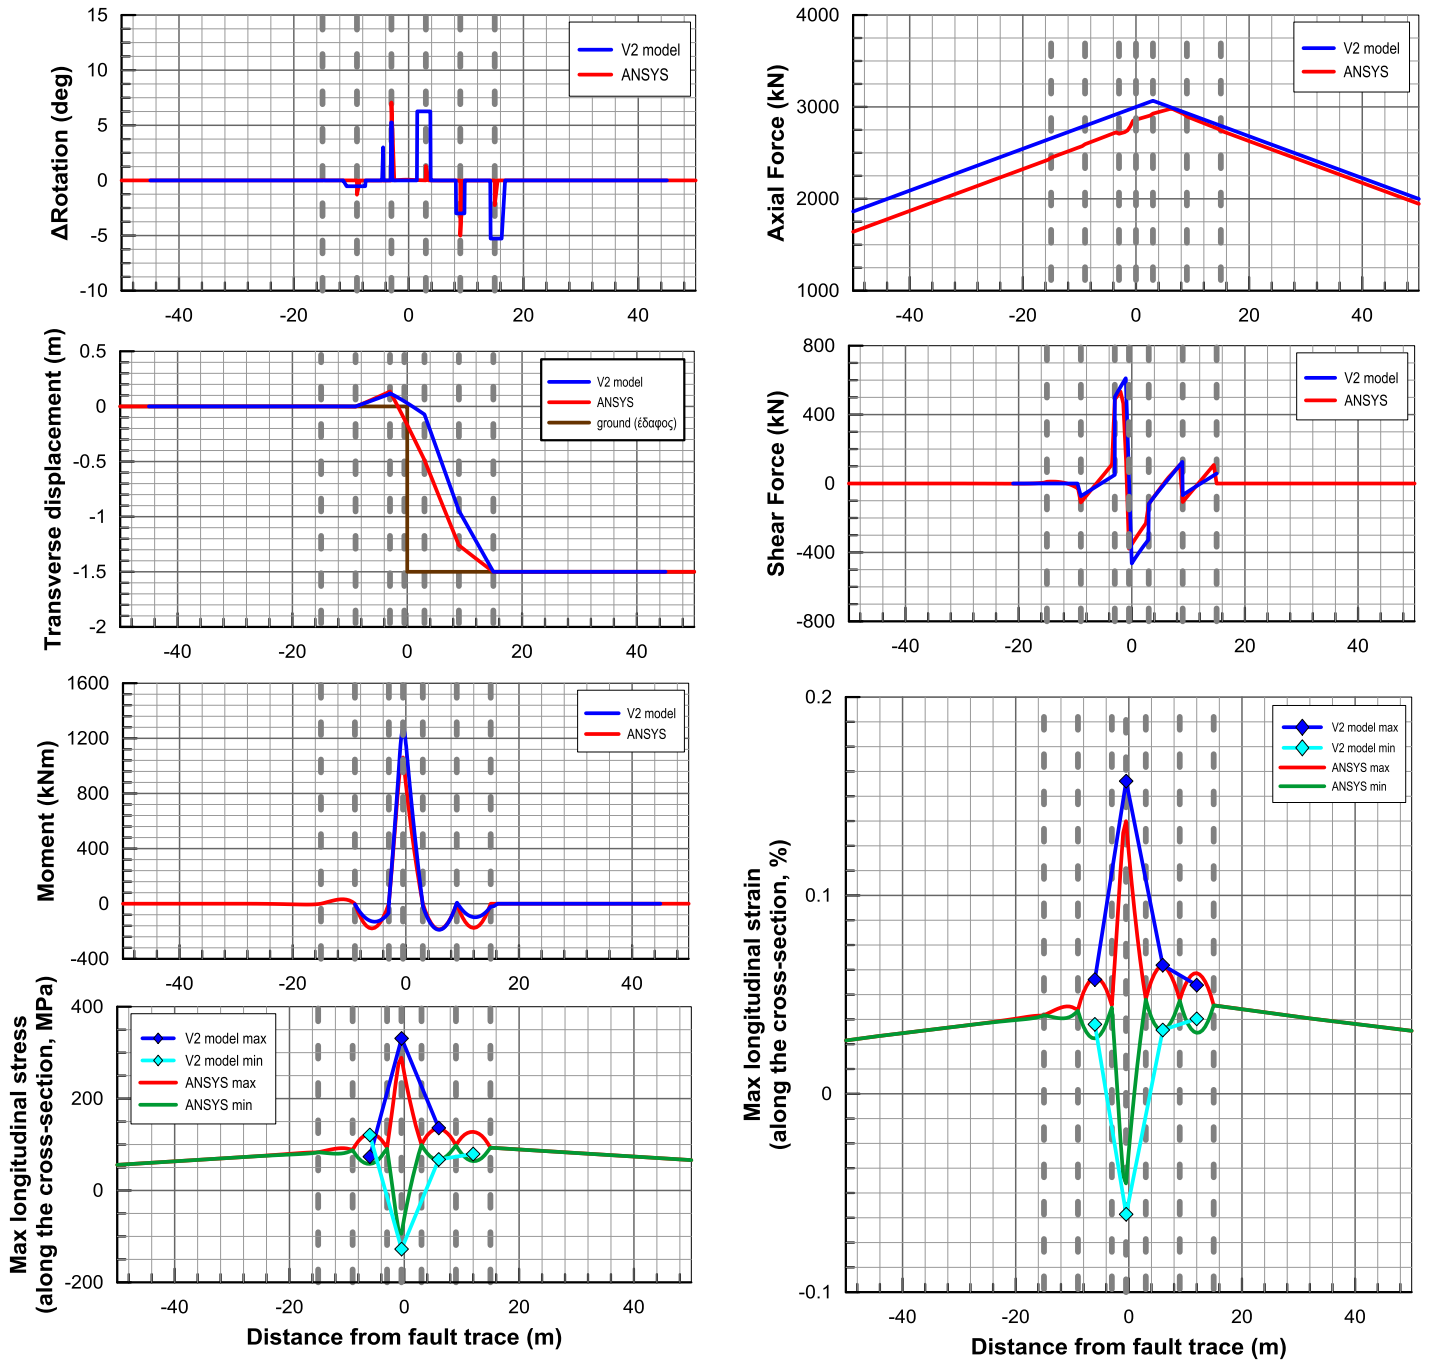 ΔRotation (deg)
15
10
5
0
-5
-10
-40
-20
0
20
40
V2 model
ANSYS
Axial Force (kN)
4000
3000
2000
1000
-40
-20
0
20
40
V2 model
ANSYS
Transverse displacement (m)
0.5
0
-0.5
-1
-1.5
-2
-40
-20
0
20
40
V2 model
ANSYS
ground (έδαφος)
Shear Force (kN)
800
400
0
-400
-800
-40
-20
0
20
40
V2 model
ANSYS
Moment (kNm)
1600
1200
800
400
0
-400
-40
-20
0
20
40
V2 model
ANSYS
Max longitudinal stress
(along the cross-section, MPa)
400
200
0
-200
-40
-20
0
20
40
V2 model max
V2 model min
ANSYS max
ANSYS min
Distance from fault trace (m)
Max longitudinal strain
(along the cross-section, %)
0.2
0.1
0
-0.1
-40
-20
0
20
40
V2 model max
V2 model min
ANSYS max
ANSYS min
Distance from fault trace (m)